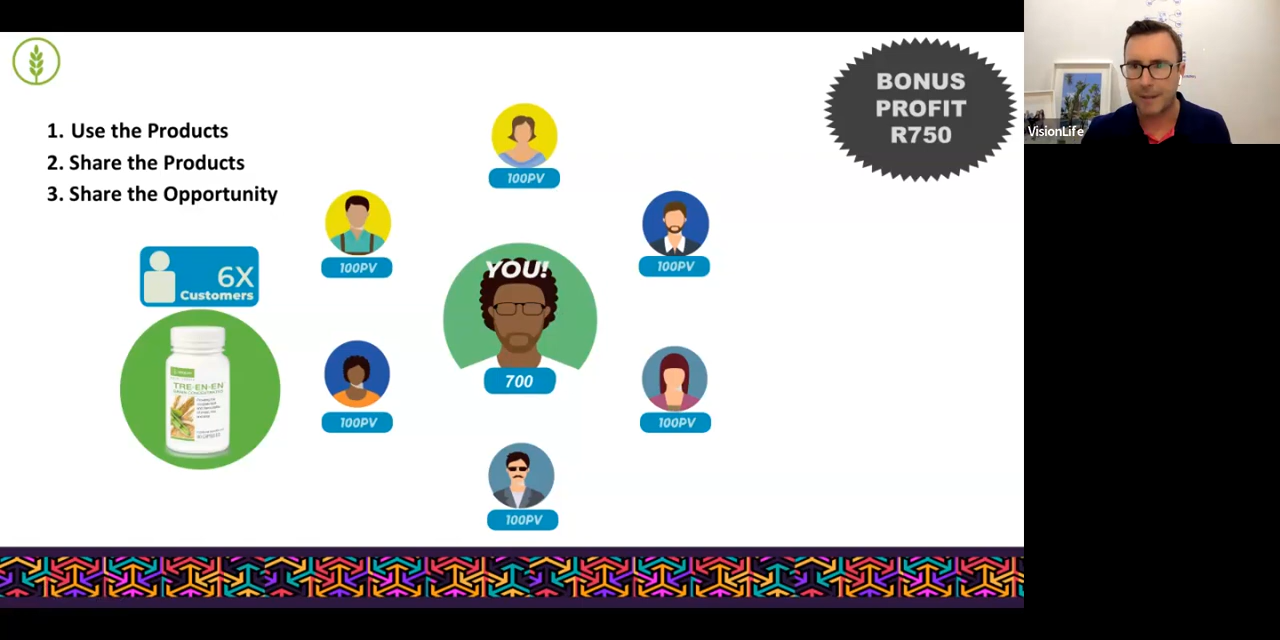 BONUS
PROFIT
R750
VisionLife
1. Use the Products
2. Share the Products
3. Share the Opportunity
6X
Customers
TRE-EN-EN
100PV
100PV
100PV
YOU!
700
100PV
100PV
100PV